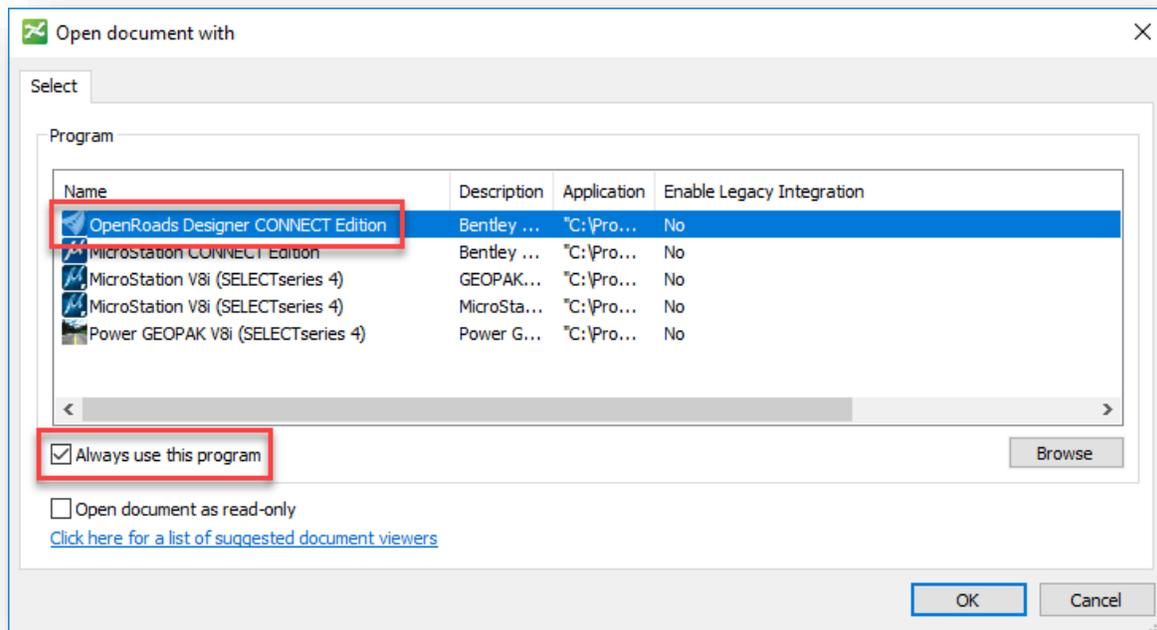 Open document with
Select
Program
Name Description Application Enable Legacy Integration
OpenRoads Designer CONNECT Edition Bentley ... "C:\Pro... No
MicroStation CONNECT Edition Bentley ... "C:\Pro... No
MicroStation V8i (SELECTseries 4) GEOPAK... "C:\Pro... No
MicroStation V8i (SELECTseries 4) MicroSta... "C:\Pro... No
Power GEOPAK V8i (SELECTseries 4) Power G... "C:\Pro... No
Always use this program Browse
Open document as read-only
Click here for a list of suggested document viewers
OK Cancel